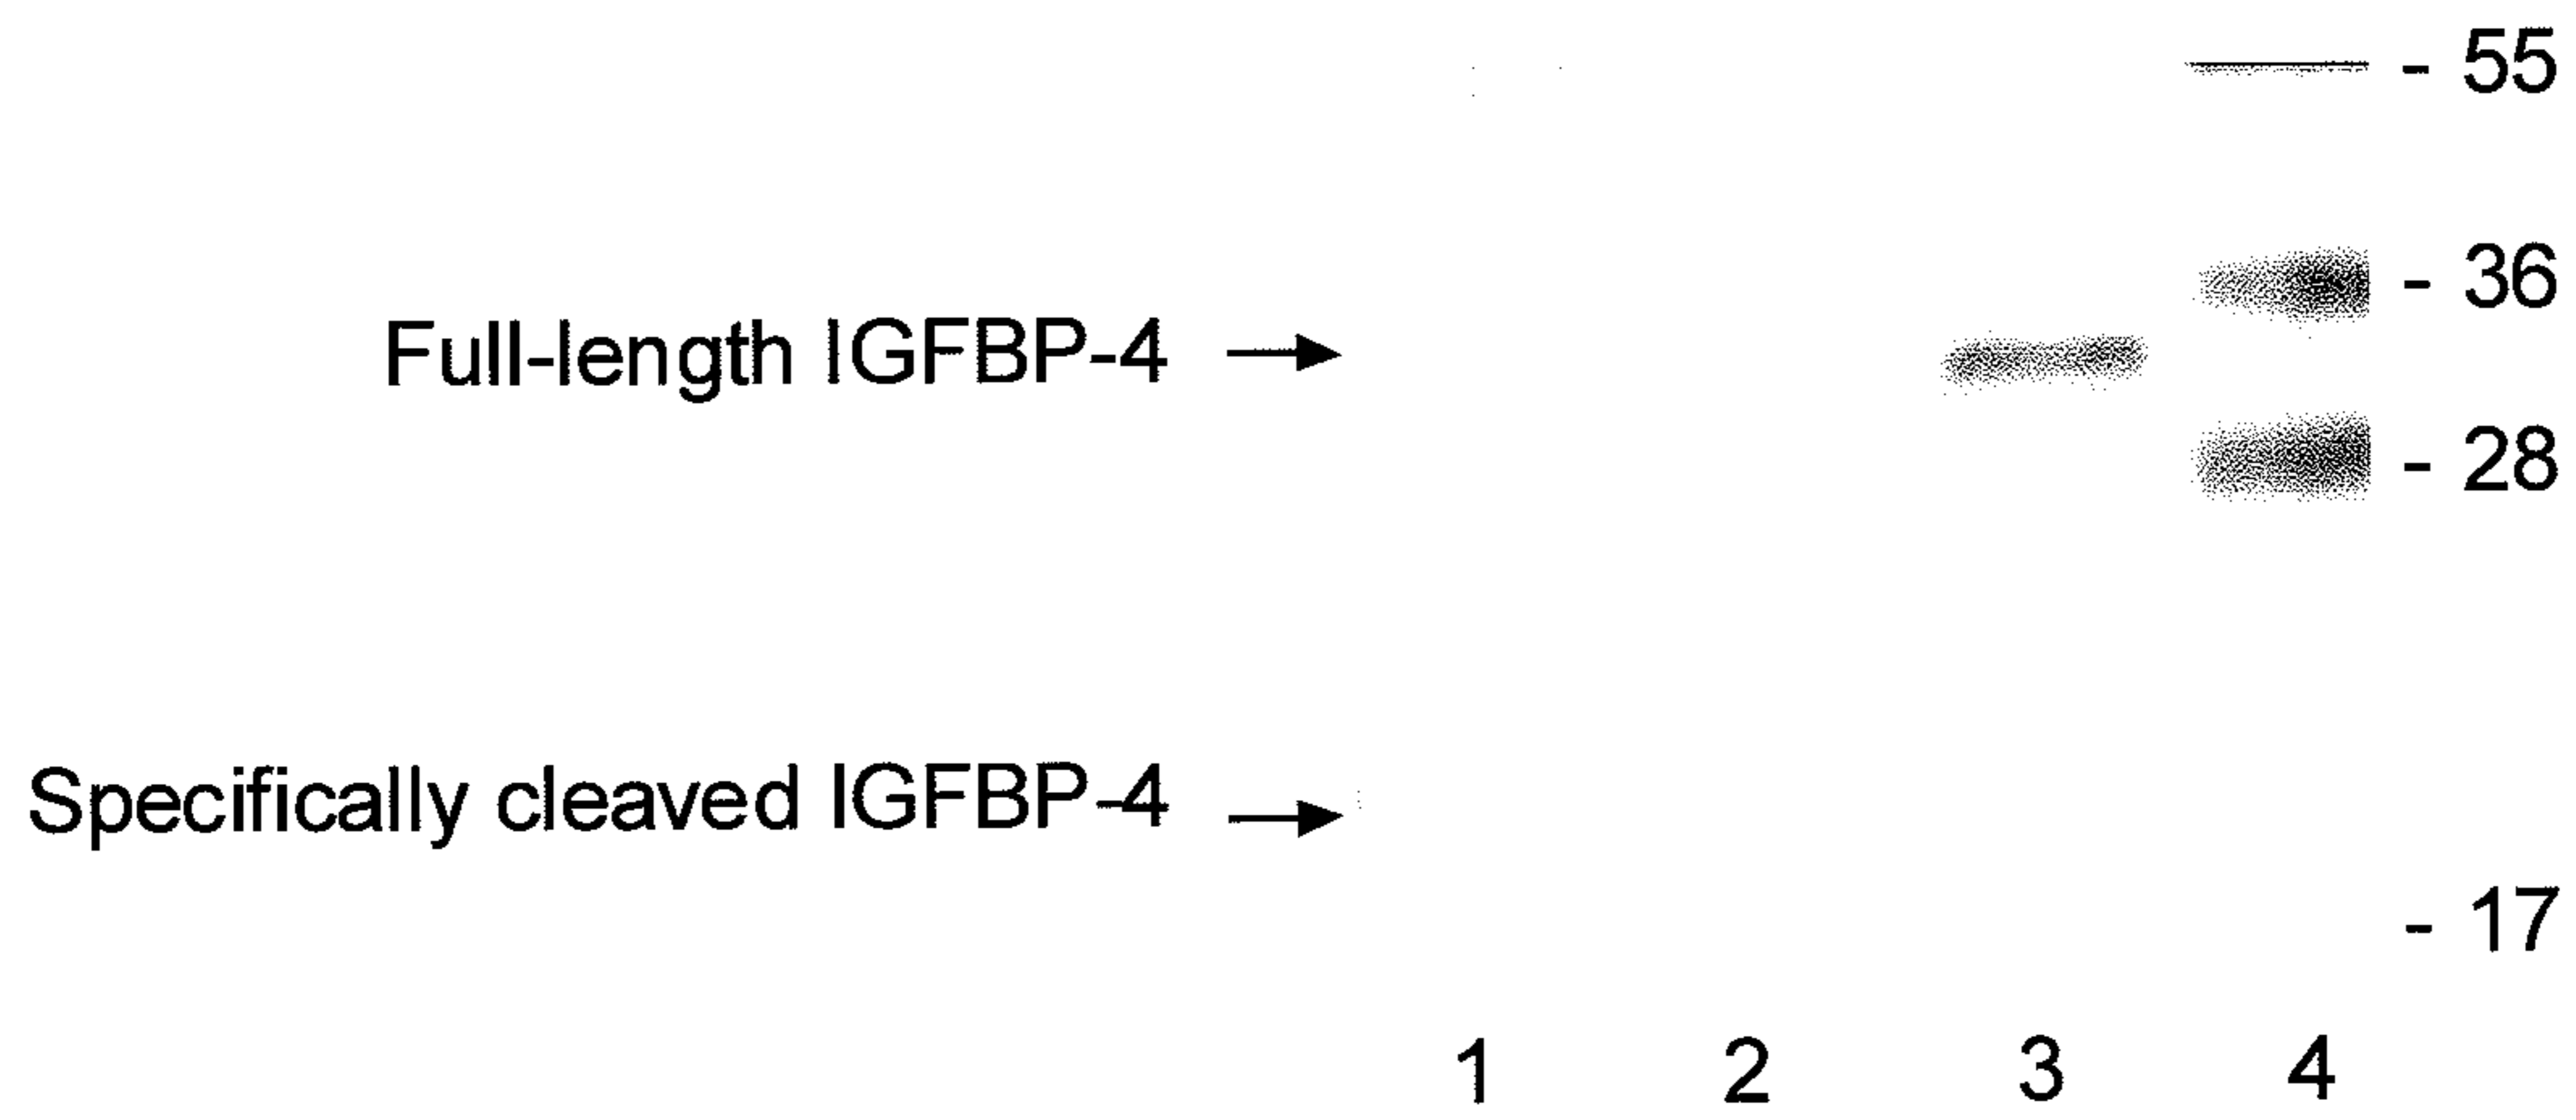 - 55
- 36
Full-length IGFBP-4
- 28
Specifically cleaved IGFBP-4
- 17
1 2 3 4